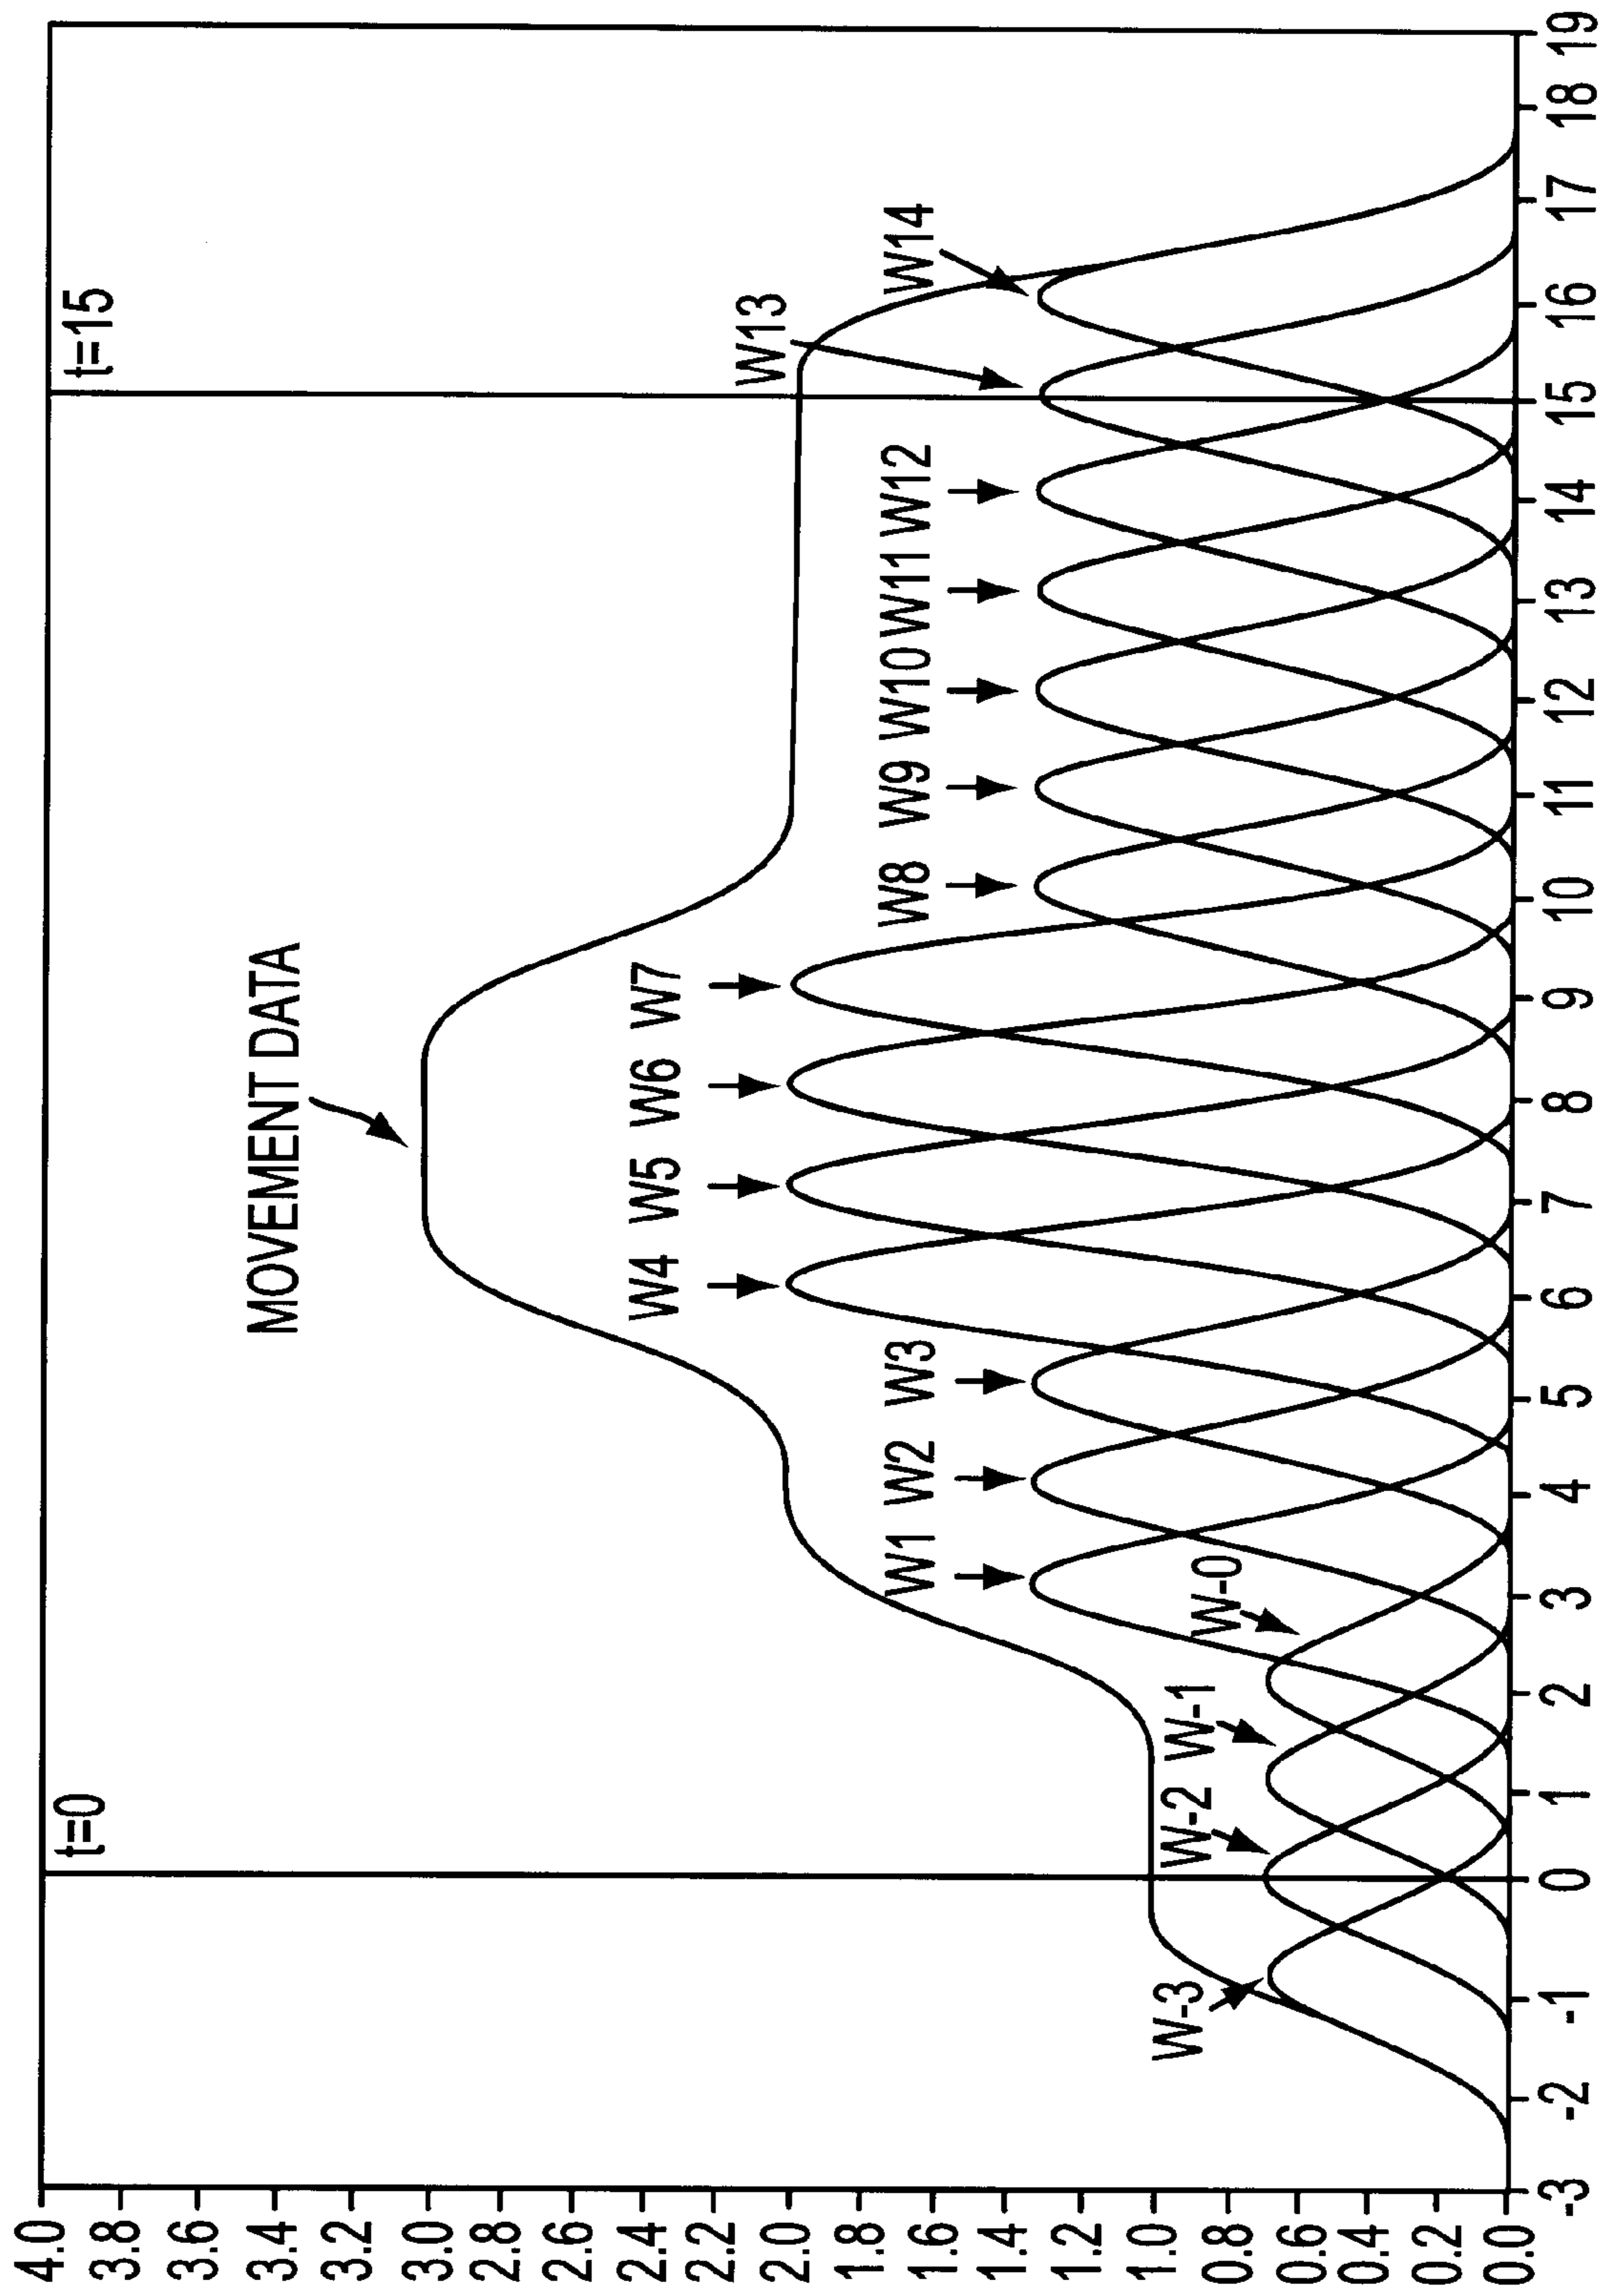 t=0
t=15
MOVEMENT DATA
W4
W5
W6
W7
W13
W14
W1
W2
W3
W8
W9
W10
W11
W12
W-3
W-2
W-1
W-0
4.0
3.8
3.6
3.4
3.2
3.0
2.8
2.6
2.4
2.2
2.0
1.8
1.6
1.4
1.2
1.0
0.8
0.6
0.4
0.2
0.0
-3 -2 -1 0 1 2 3 4 5 6 7 8 9 10 11 12 13 14 15 16 17 18 19